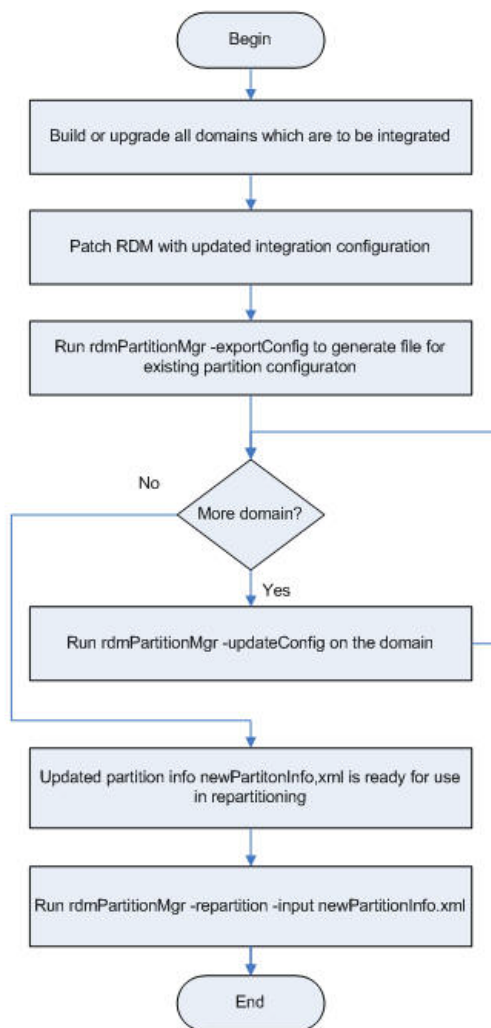 Begin
Build or upgrade all domains which are to be integrated
Patch RDM with updated integration configuration
Run rdmPartitionMgr -exportConfig to generate file for
existing partition configuraton
No
More domain?
Yes
Run rdmPartitionMgr -updateConfig on the domain
Updated partition info newPartitonInfo,xml is ready for use
in repartitioning
Run rdmPartitionMgr -repartition -input newPartitionInfo.xml
End